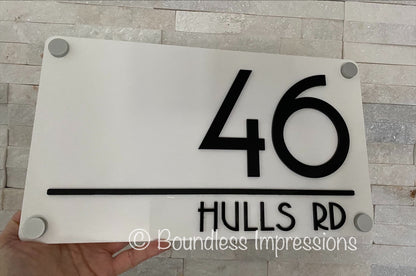 46
HULLS RD
© Boundless Impressions